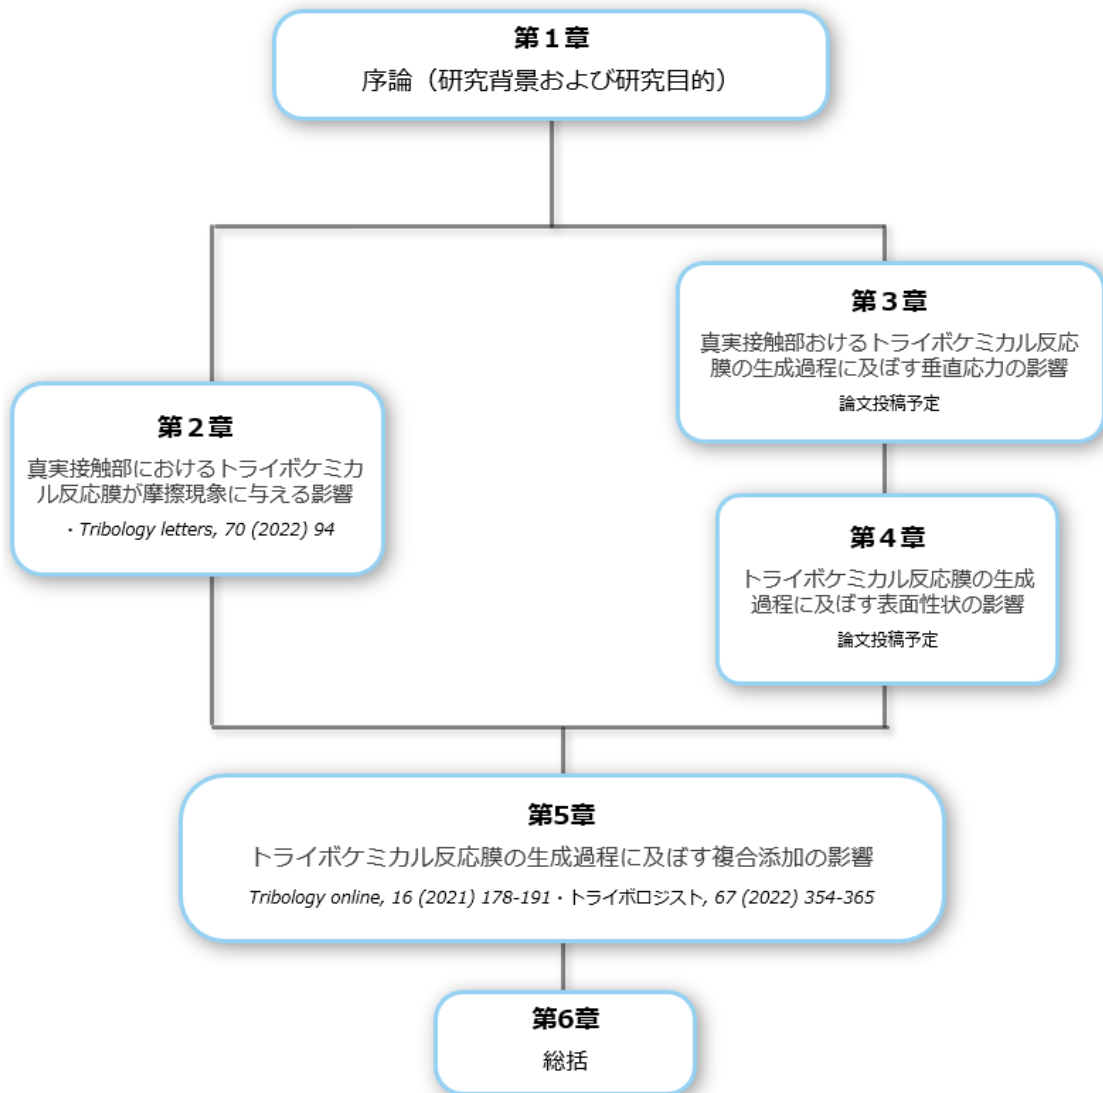 第１章
序論（研究背景および研究目的）
第３章
真実接触部おけるトライボケミカル反応
膜の生成過程に及ぼす垂直応力の影響
論文投稿予定
第２章
真実接触部におけるトライボケミカ
ル反応膜が摩擦現象に与える影響
・Tribology letters, 70 (2022) 94
第４章
トライボケミカル反応膜の生成
過程に及ぼす表面性状の影響
論文投稿予定
第5章
トライボケミカル反応膜の生成過程に及ぼす複合添加の影響
Tribology online, 16 (2021) 178-191・トライボロジスト, 67 (2022) 354-365
第6章
総括